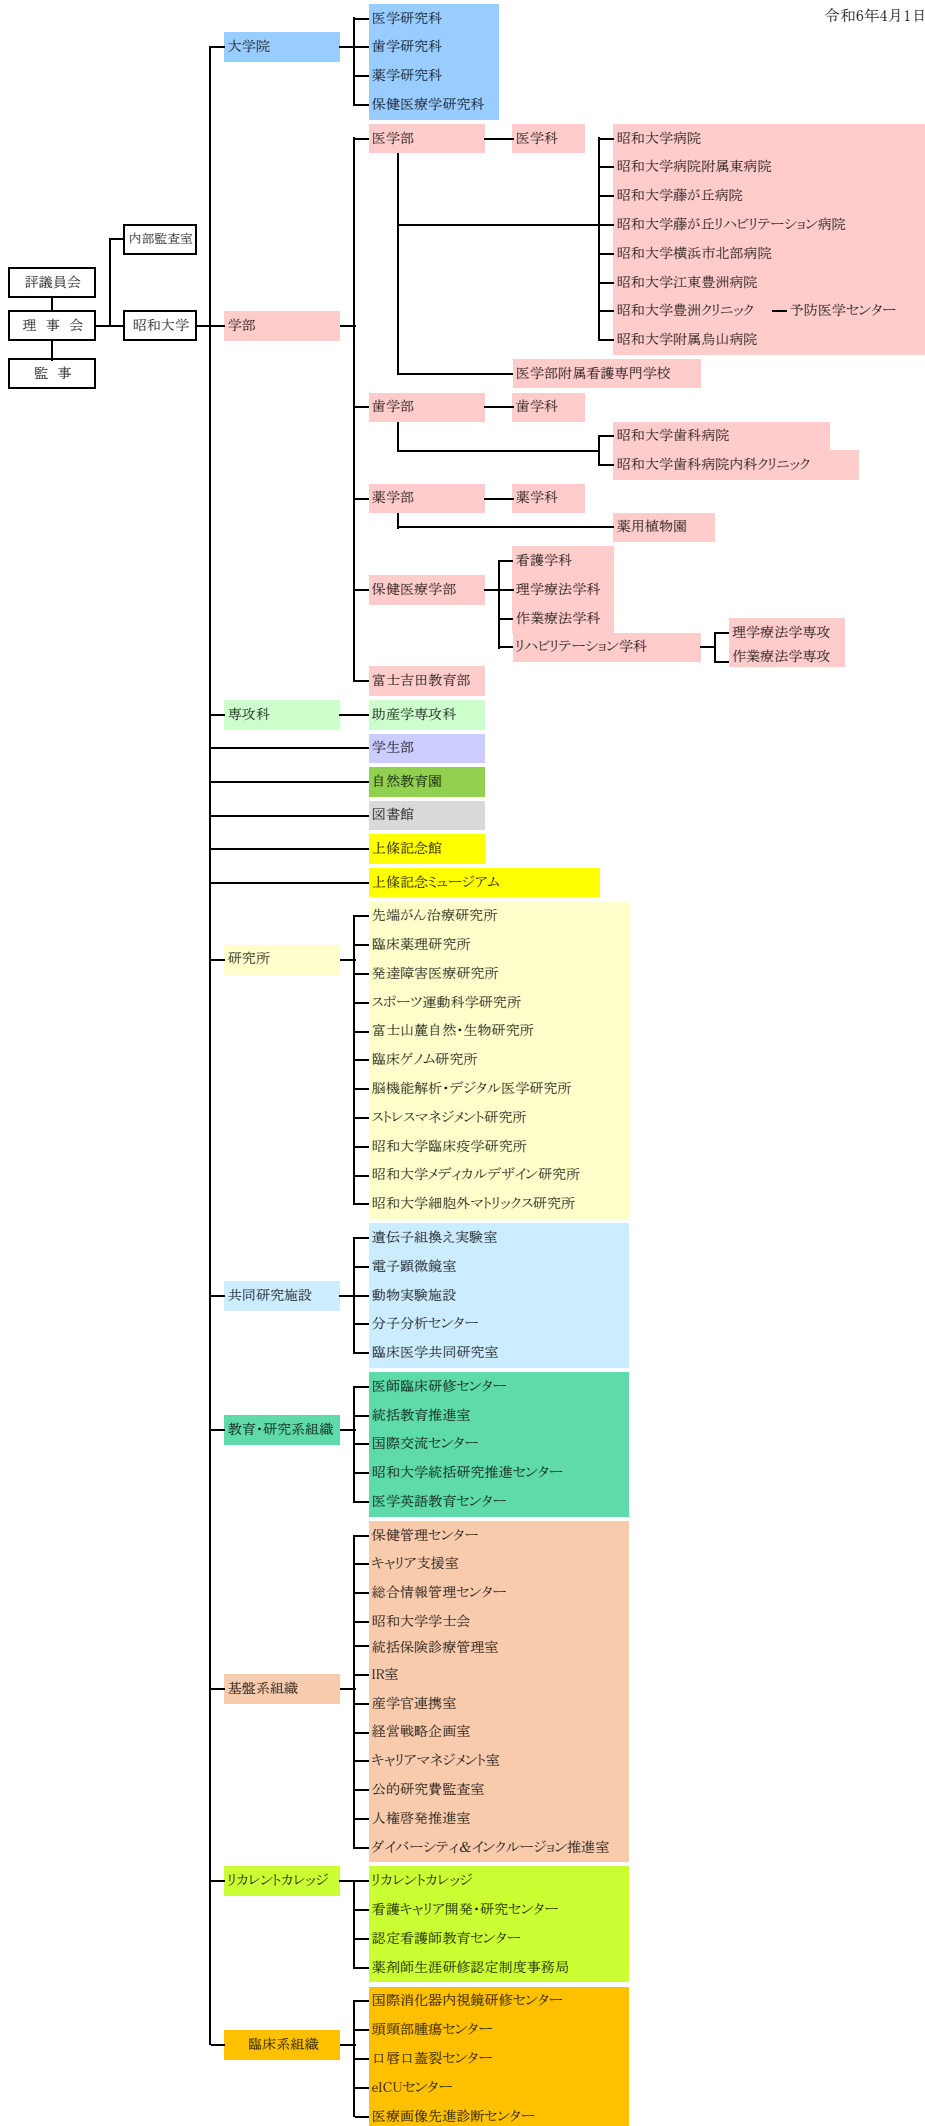 令和6年4月1日
大学院
医学研究科
歯学研究科
薬学研究科
保健医療学研究科
内部監査室
評議員会
理 事 会
昭和大学
監 事
学部
医学部
医学科
昭和大学病院
昭和大学病院附属東病院
昭和大学藤が丘病院
昭和大学藤が丘リハビリテーション病院
昭和大学横浜市北部病院
昭和大学江東豊洲病院
昭和大学豊洲クリニック
予防医学センター
昭和大学附属烏山病院
医学部附属看護専門学校
歯学部
歯学科
昭和大学歯科病院
昭和大学歯科病院内科クリニック
薬学部
薬学科
薬用植物園
保健医療学部
看護学科
理学療法学科
作業療法学科
リハビリテーション学科
理学療法学専攻
作業療法学専攻
富士吉田教育部
専攻科
助産学専攻科
学生部
自然教育園
図書館
上條記念館
上條記念ミュージアム
研究所
先端がん治療研究所
臨床薬理研究所
発達障害医療研究所
スポーツ運動科学研究所
富士山麓自然・生物研究所
臨床ゲノム研究所
脳機能解析・デジタル医学研究所
ストレスマネジメント研究所
昭和大学臨床疫学研究所
昭和大学メディカルデザイン研究所
昭和大学細胞外マトリックス研究所
共同研究施設
遺伝子組換え実験室
電子顕微鏡室
動物実験施設
分子分析センター
臨床医学共同研究室
教育・研究系組織
医師臨床研修センター
統括教育推進室
国際交流センター
昭和大学統括研究推進センター
医学英語教育センター
基盤系組織
保健管理センター
キャリア支援室
総合情報管理センター
昭和大学学士会
統括保険診療管理室
IR室
産学官連携室
経営戦略企画室
キャリアマネジメント室
公的研究費監査室
人権啓発推進室
ダイバーシティ&インクルージョン推進室
リカレントカレッジ
リカレントカレッジ
看護キャリア開発・研究センター
認定看護師教育センター
薬剤師生涯研修認定制度事務局
臨床系組織
国際消化器内視鏡研修センター
頭頸部腫瘍センター
口唇口蓋裂センター
eICUセンター
医療画像先進診断センター